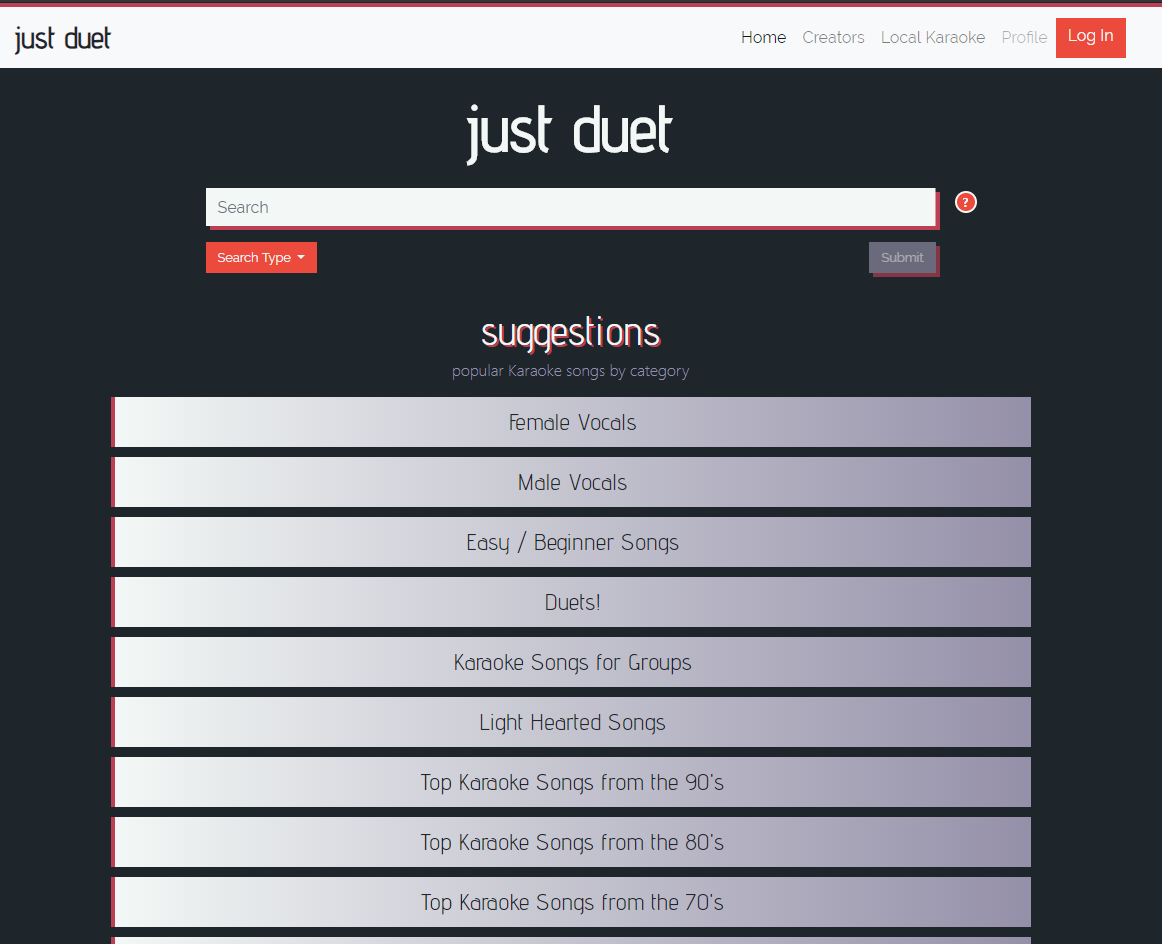 just duet
Home Creators Local Karaoke Profile Log In
just duet
Search
?
Search Type
Submit
suggestions
popular Karaoke songs by category
Female Vocals
Male Vocals
Easy / Beginner Songs
Duets!
Karaoke Songs for Groups
Light Hearted Songs
Top Karaoke Songs from the 90's
Top Karaoke Songs from the 80's
Top Karaoke Songs from the 70's